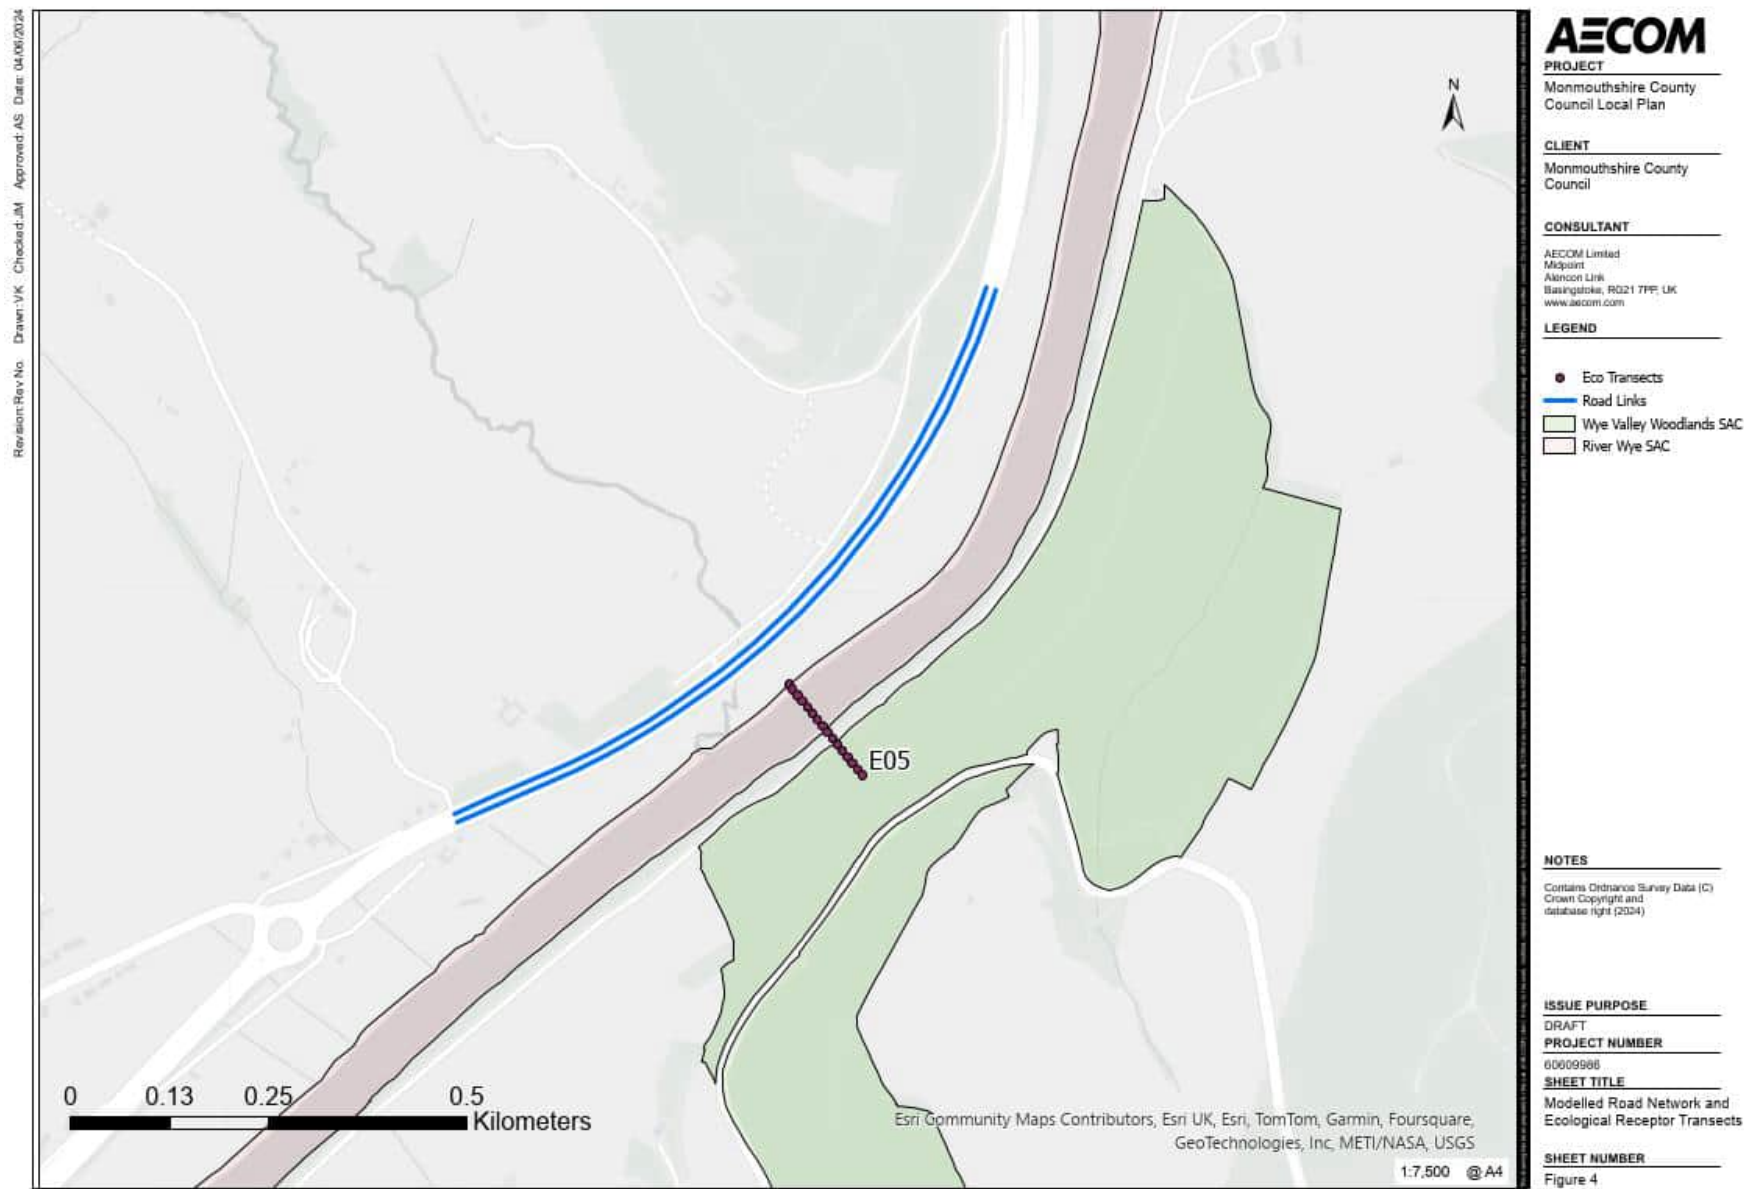 Revision: Rev No. Drawn: VK Checked: JM Approved: AS Date: 04/06/2024
N
E05
0 0.13 0.25 0.5
Kilometers
Esri Community Maps Contributors, Esri UK, Esri, TomTom, Garmin, Foursquare,
GeoTechnologies, Inc, METI/NASA, USGS
1:7,500 @ A4
AECOM
PROJECT
Monmouthshire County
Council Local Plan
CLIENT
Monmouthshire County
Council
CONSULTANT
AECOM Limited
Midpoint
Alencon Link
Basingstoke, RG21 7PP, UK
www.aecom.com
LEGEND
Eco Transects
Road Links
Wye Valley Woodlands SAC
River Wye SAC
NOTES
Contains Ordnance Survey Data (C)
Crown Copyright and
database right (2024)
ISSUE PURPOSE
DRAFT
PROJECT NUMBER
60609986
SHEET TITLE
Modelled Road Network and
Ecological Receptor Transects
SHEET NUMBER
Figure 4